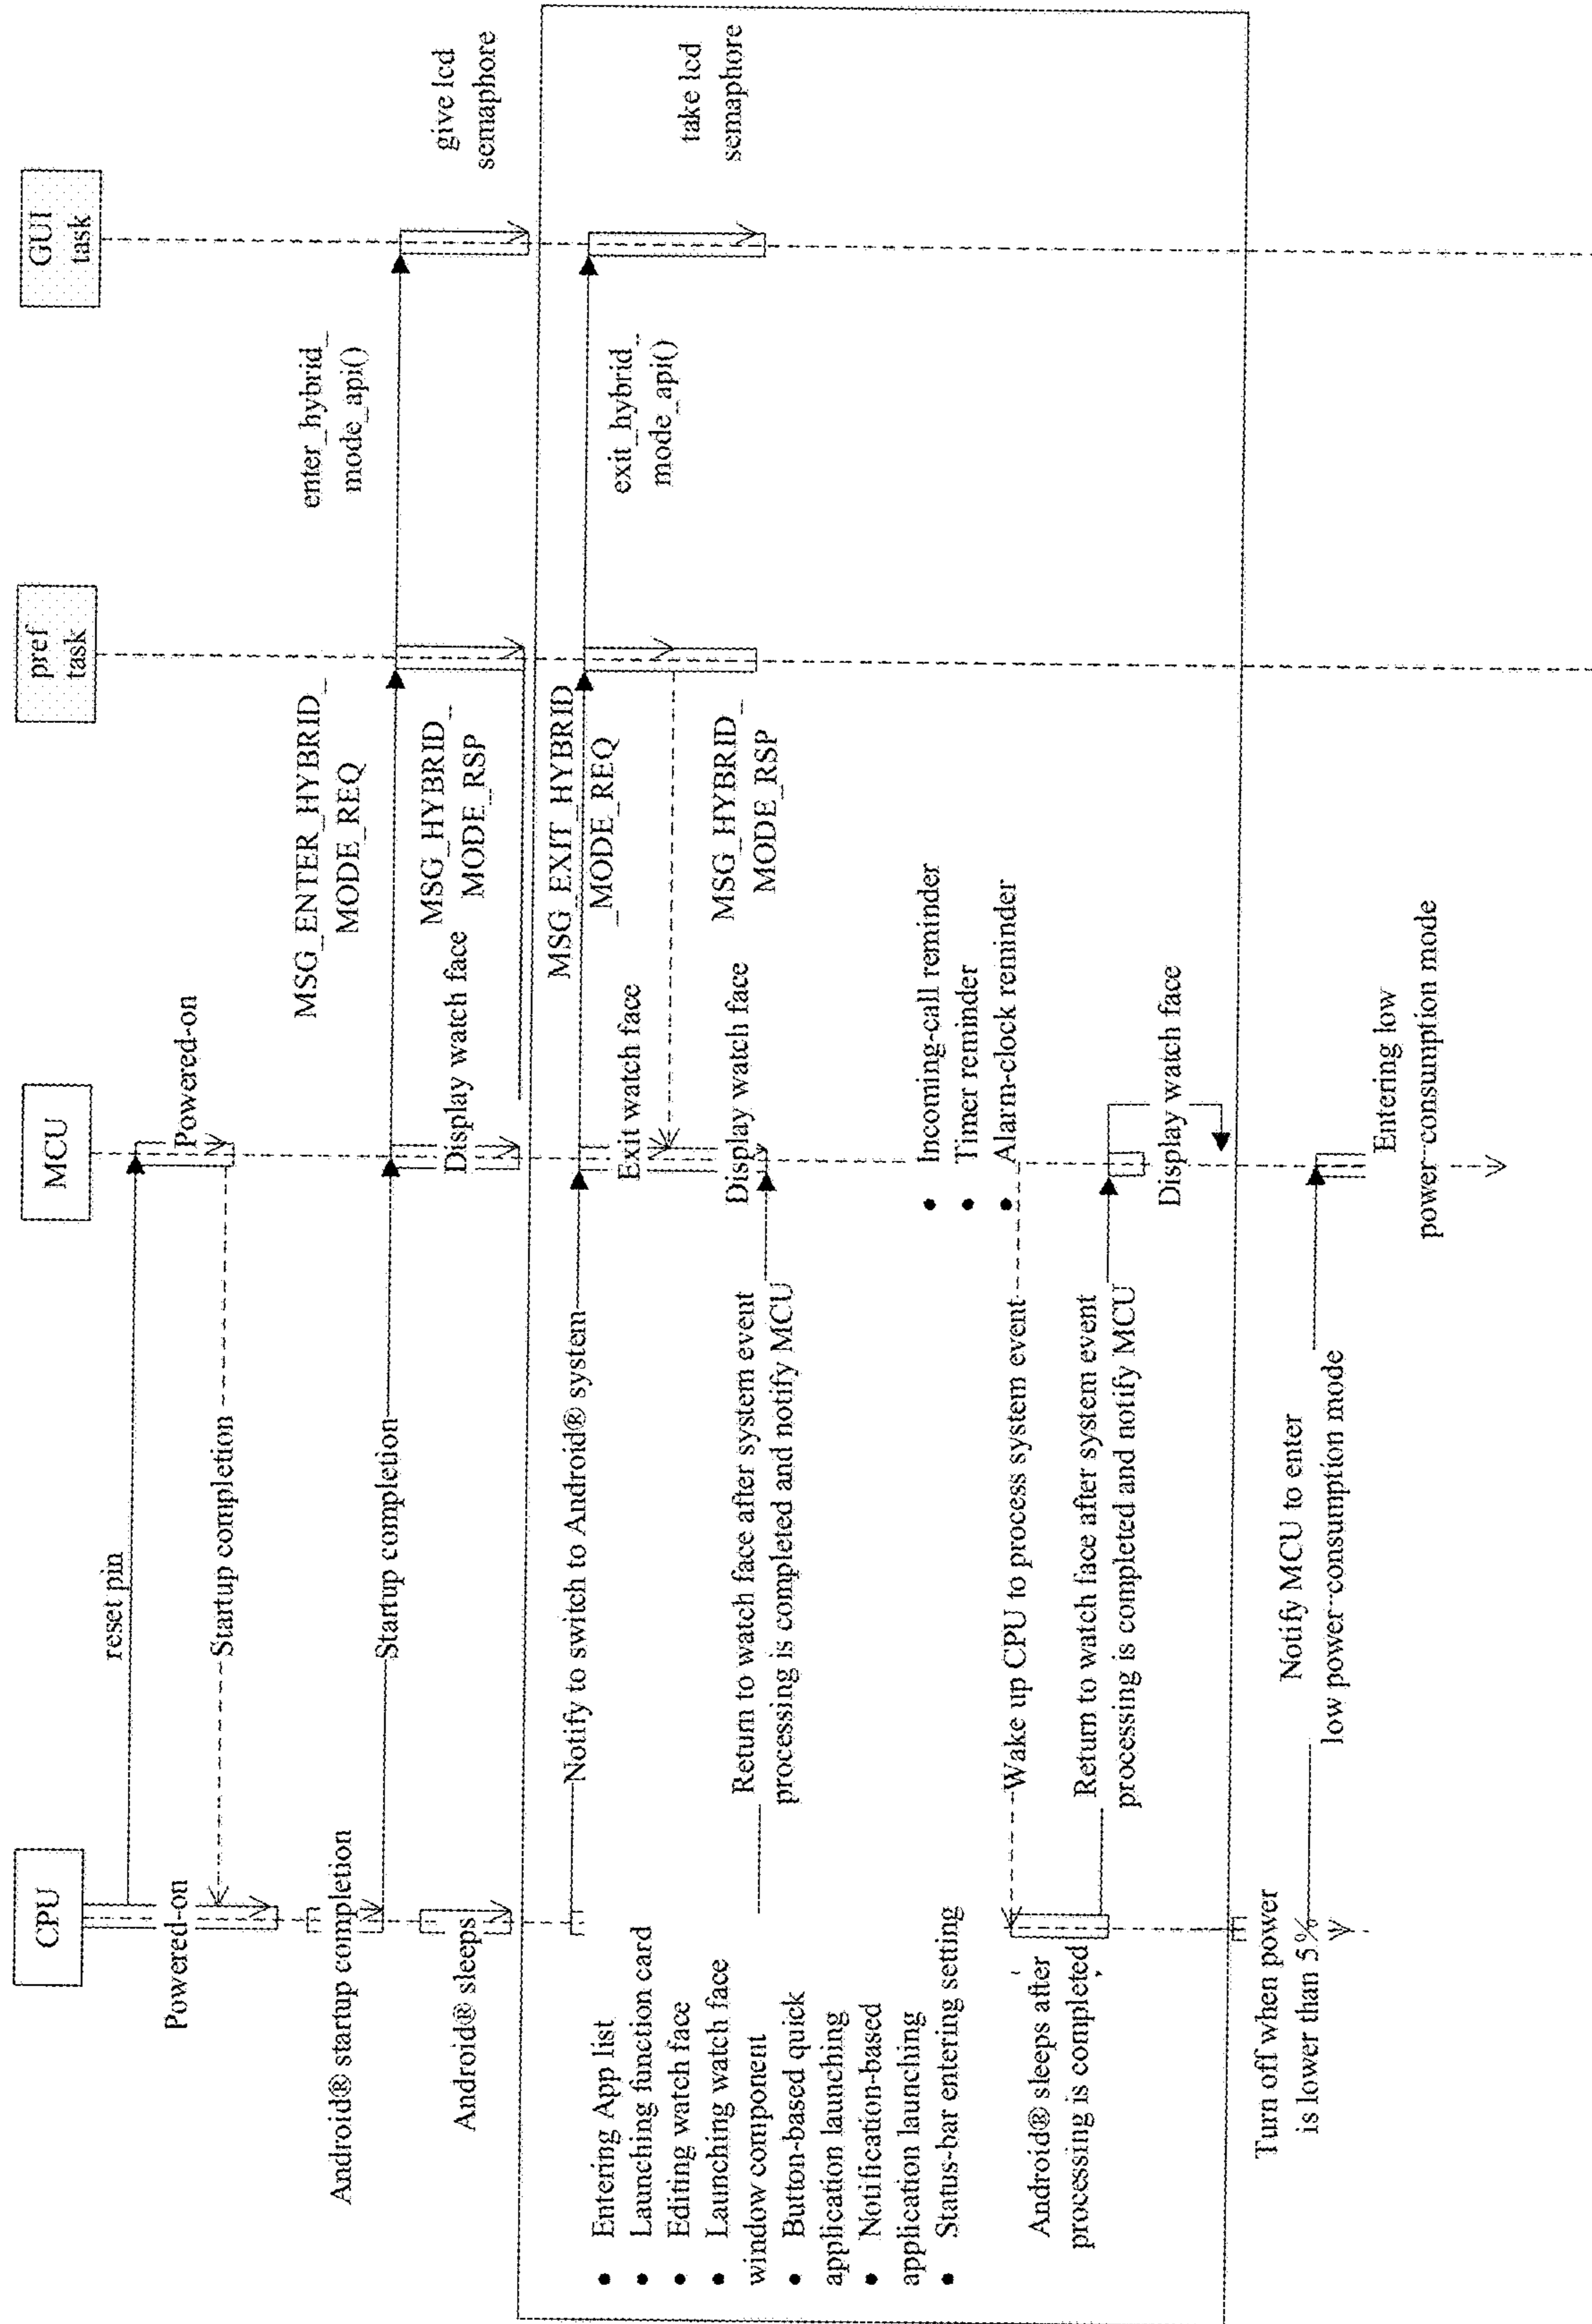 CPU
MCU
pref
task
GUI
task
reset pin
Powered-on
Powered-on
Startup completion
Android® startup completion
Startup completion
MSG_ENTER_HYBRID_
MODE_REQ
enter_hybrid_
mode_api()
Android® sleeps
Display watch face
MSG_HYBRID_
MODE_RSP
give lcd
semaphore
Notify to switch to Android® system
MSG_EXIT_HYBRID
_MODE_REQ
exit_hybrid_
mode_api()
• Entering App list
• Launching function card
• Editing watch face
• Launching watch face
window component
• Button-based quick
application launching
• Notification-based
application launching
• Status-bar entering setting
Exit watch face
take lcd
semaphore
MSG_HYBRID_
MODE_RSP
Display watch face
Return to watch face after system event
processing is completed and notify MCU
• Incoming-call reminder
• Timer reminder
• Alarm-clock reminder
Wake up CPU to process system event
Android® sleeps after
processing is completed
Return to watch face after system event
processing is completed and notify MCU
Display watch face
Turn off when power
is lower than 5%
Notify MCU to enter
low power-consumption mode
Entering low
power-consumption mode